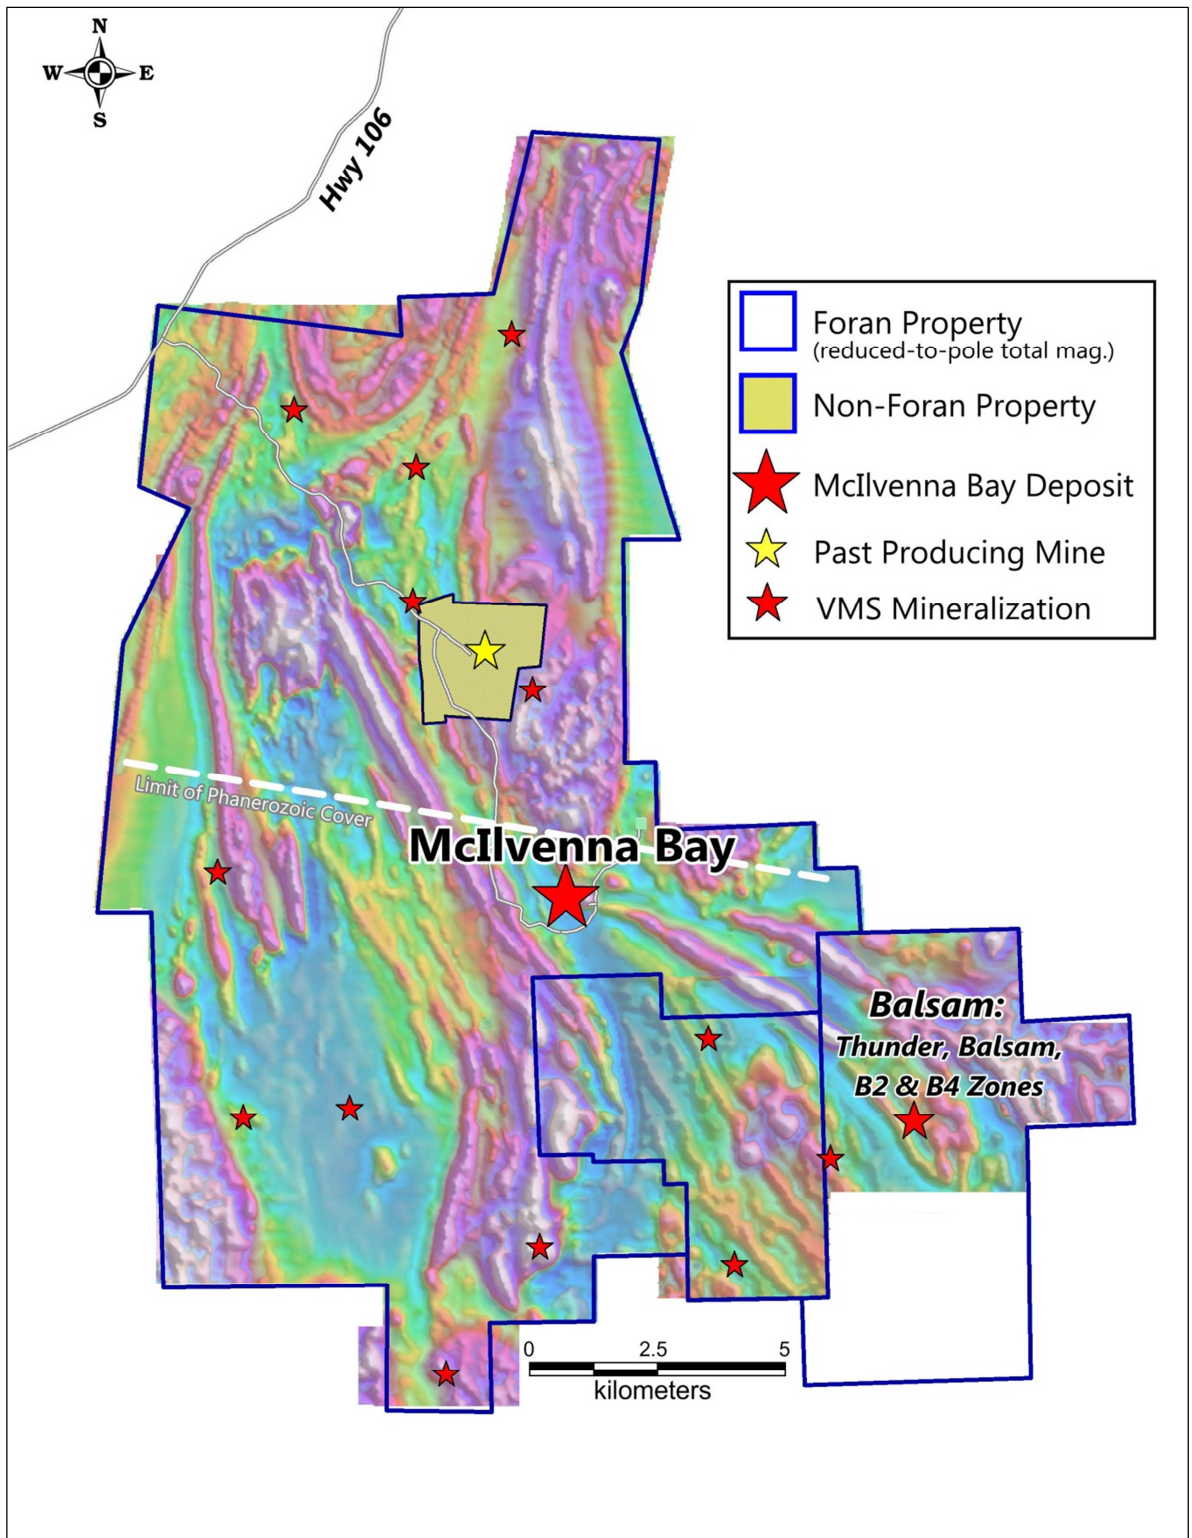 N
W E
S
Hwy 106
Foran Property
(reduced-to-pole total mag.)
Non-Foran Property
McIlvenna Bay Deposit
Past Producing Mine
VMS Mineralization
Limit of Phanerozoic Cover
McIlvenna Bay
Balsam:
Thunder, Balsam,
B2 & B4 Zones
0 2.5 5
kilometers